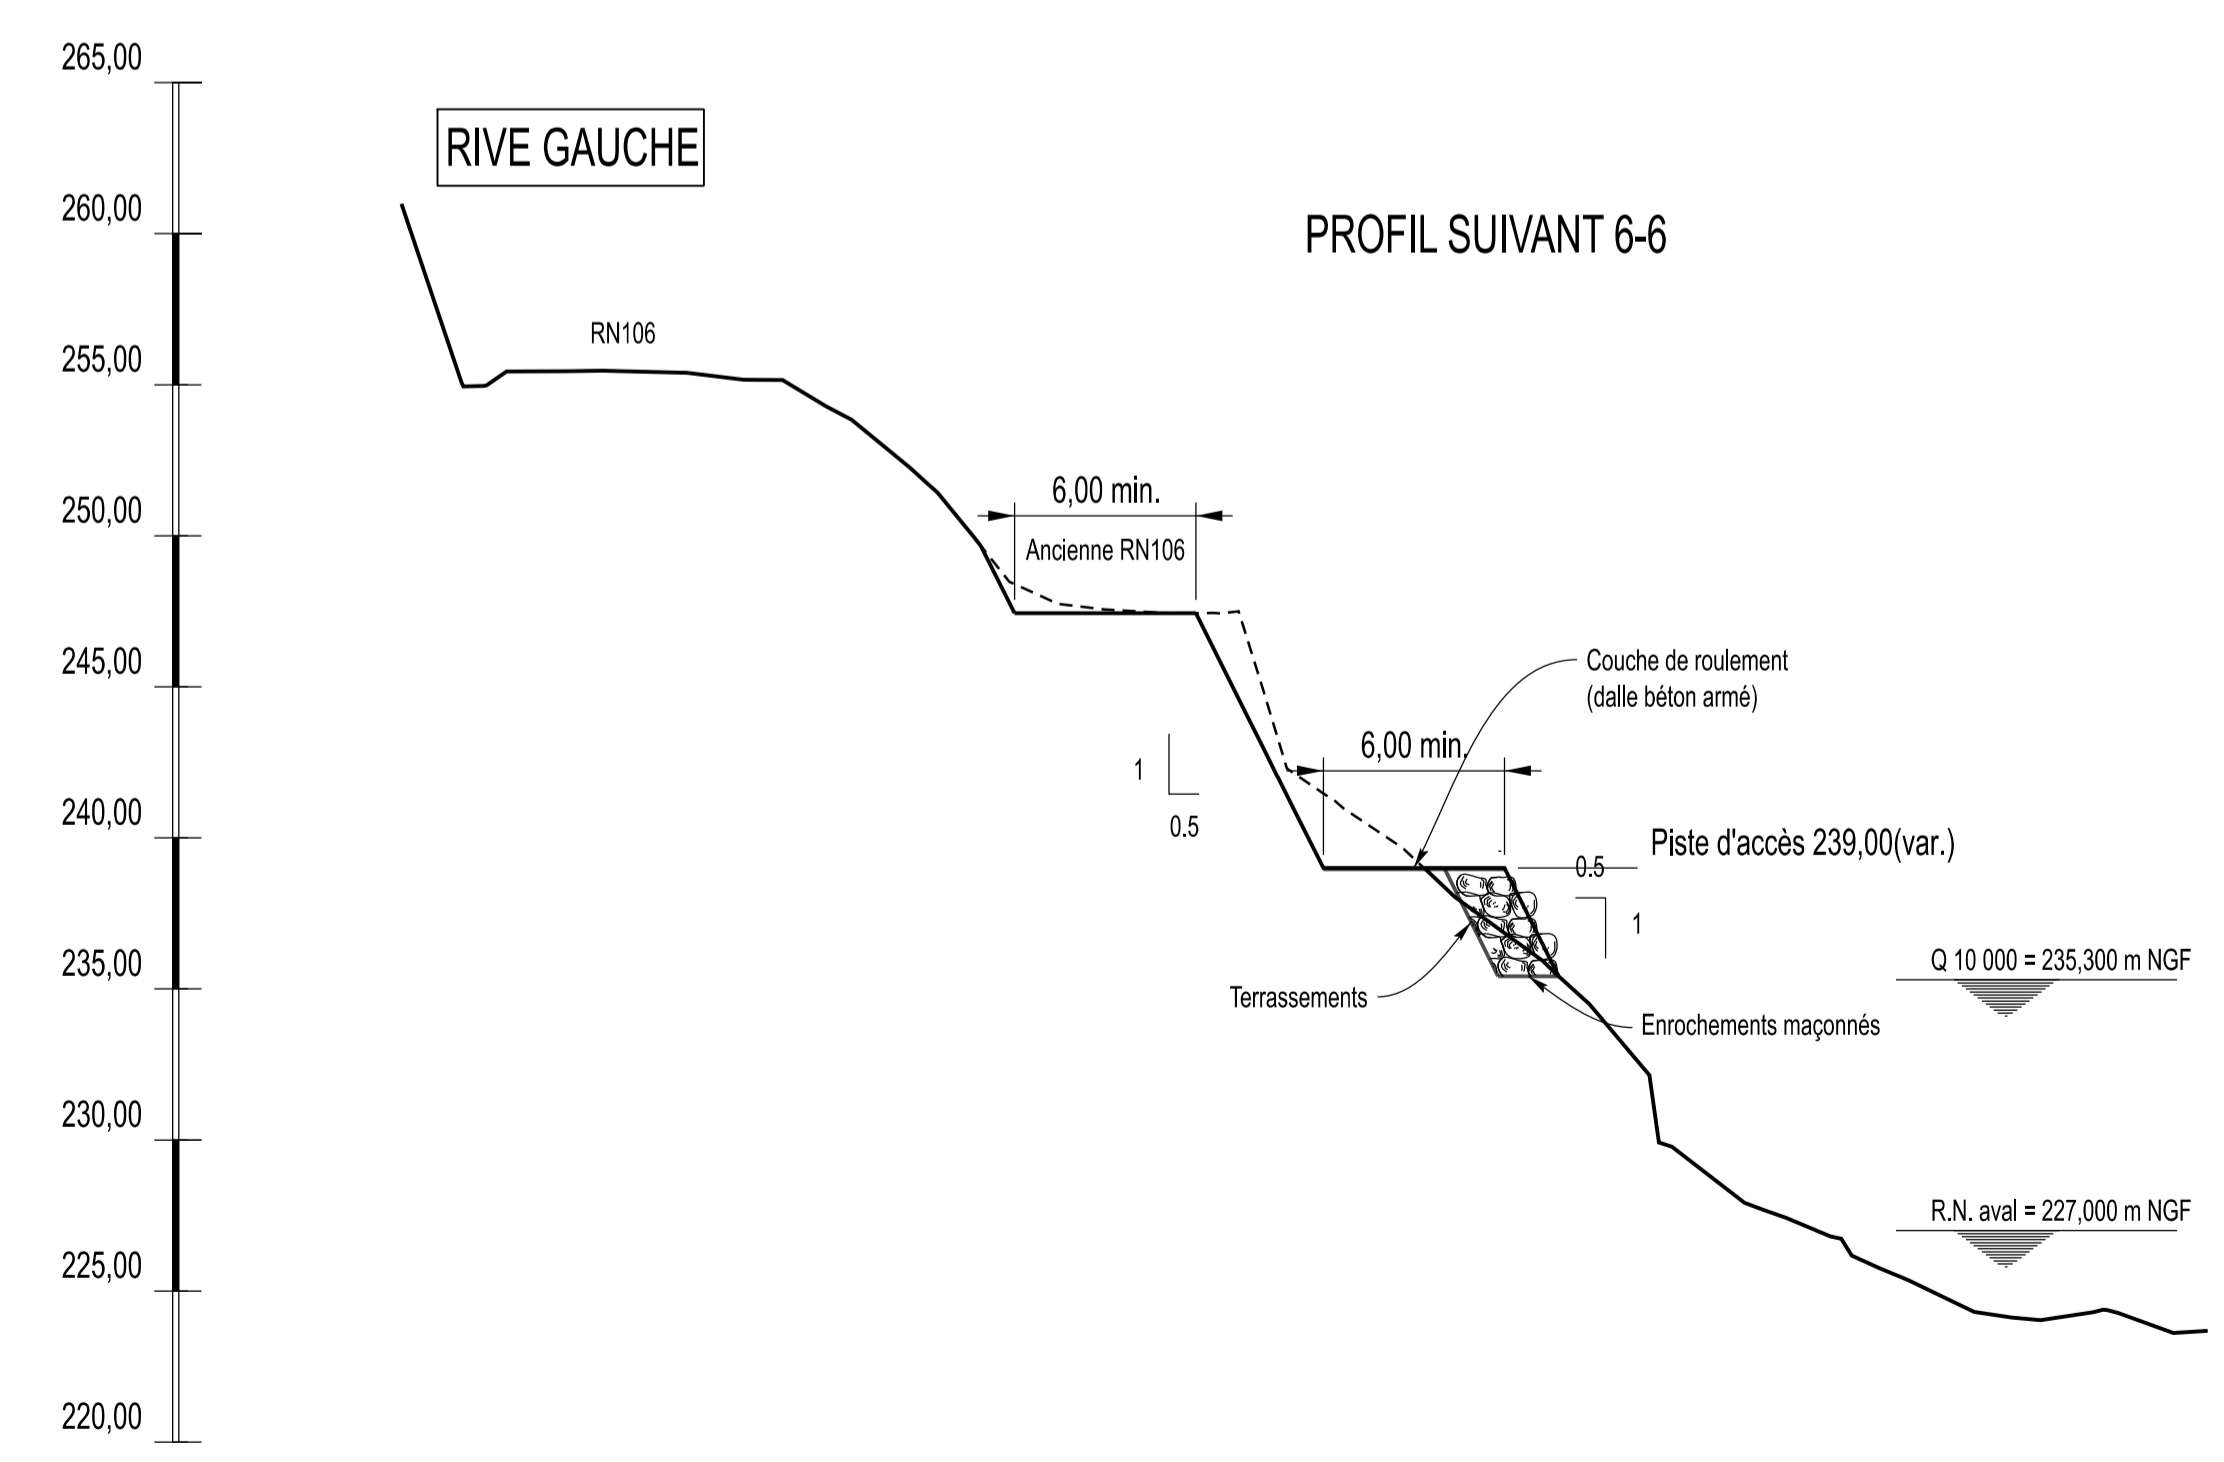 265,00
RIVE GAUCHE
260,00
PROFIL SUIVANT 6-6
RN106
255,00
6,00 min.
250,00
Ancienne RN106
245,00
Couche de roulement
(dalle béton armé)
6,00 min.
1
0.5
240,00
Piste d'accès 239,00(var.)
0.5
1
235,00
Q 10 000 = 235,300 m NGF
Terrassements
Enrochements maçonnés
230,00
R.N. aval = 227,000 m NGF
225,00
220,00